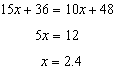 15x + 36 = 10x + 48
5x = 12
x = 2.4